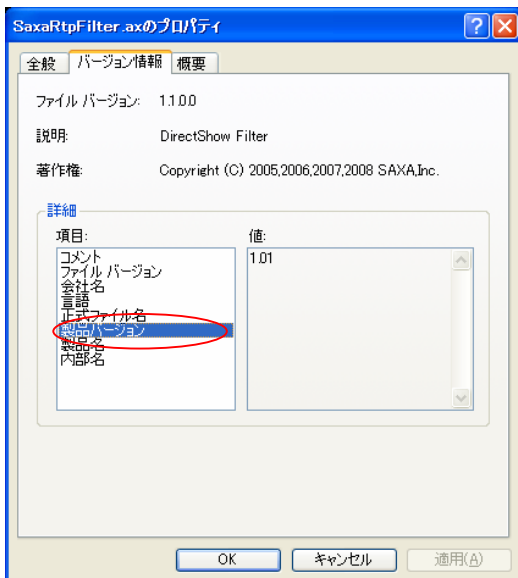 SaxaRtpFilter.axのプロパティ
全般 バージョン情報 概要
ファイル バージョン: 1.1.0.0
説明: DirectShow Filter
著作権: Copyright (C) 2005,2006,2007,2008 SAXA,Inc.
詳細
項目: 値:
コメント 1.01
ファイル バージョン
会社名
言語
正式ファイル名
製品バージョン
製品名
内部名
OK キャンセル 適用(A)